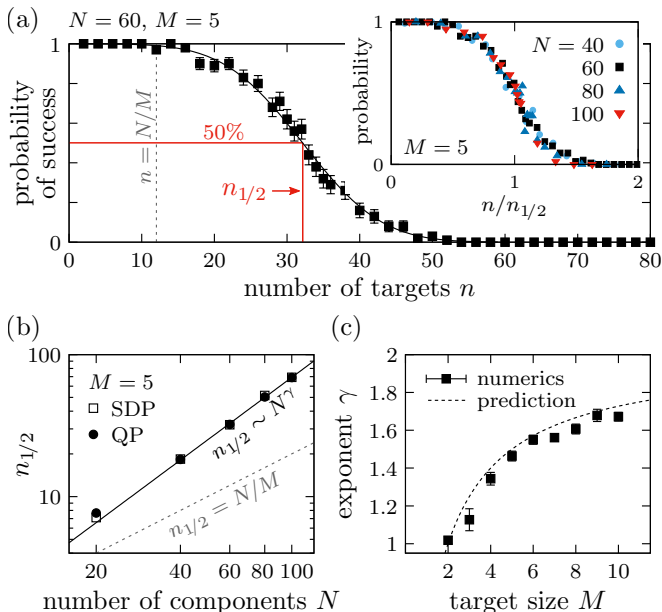 (a) N = 60, M = 5
probability
of success
1
0
50%
n = N/M
n1/2
0 10 20 30 40 50 60 70 80
number of targets n
probability
1
0
N = 40
60
80
100
M = 5
0 1 2
n/n1/2
(b)
100
10
n1/2
M = 5
SDP
QP
n1/2 ∼ Nγ
n1/2 = N/M
20 40 60 80 100
number of components N
(c)
2
1.8
1.6
1.4
1.2
1
exponent γ
numerics
prediction
2 4 6 8 10
target size M